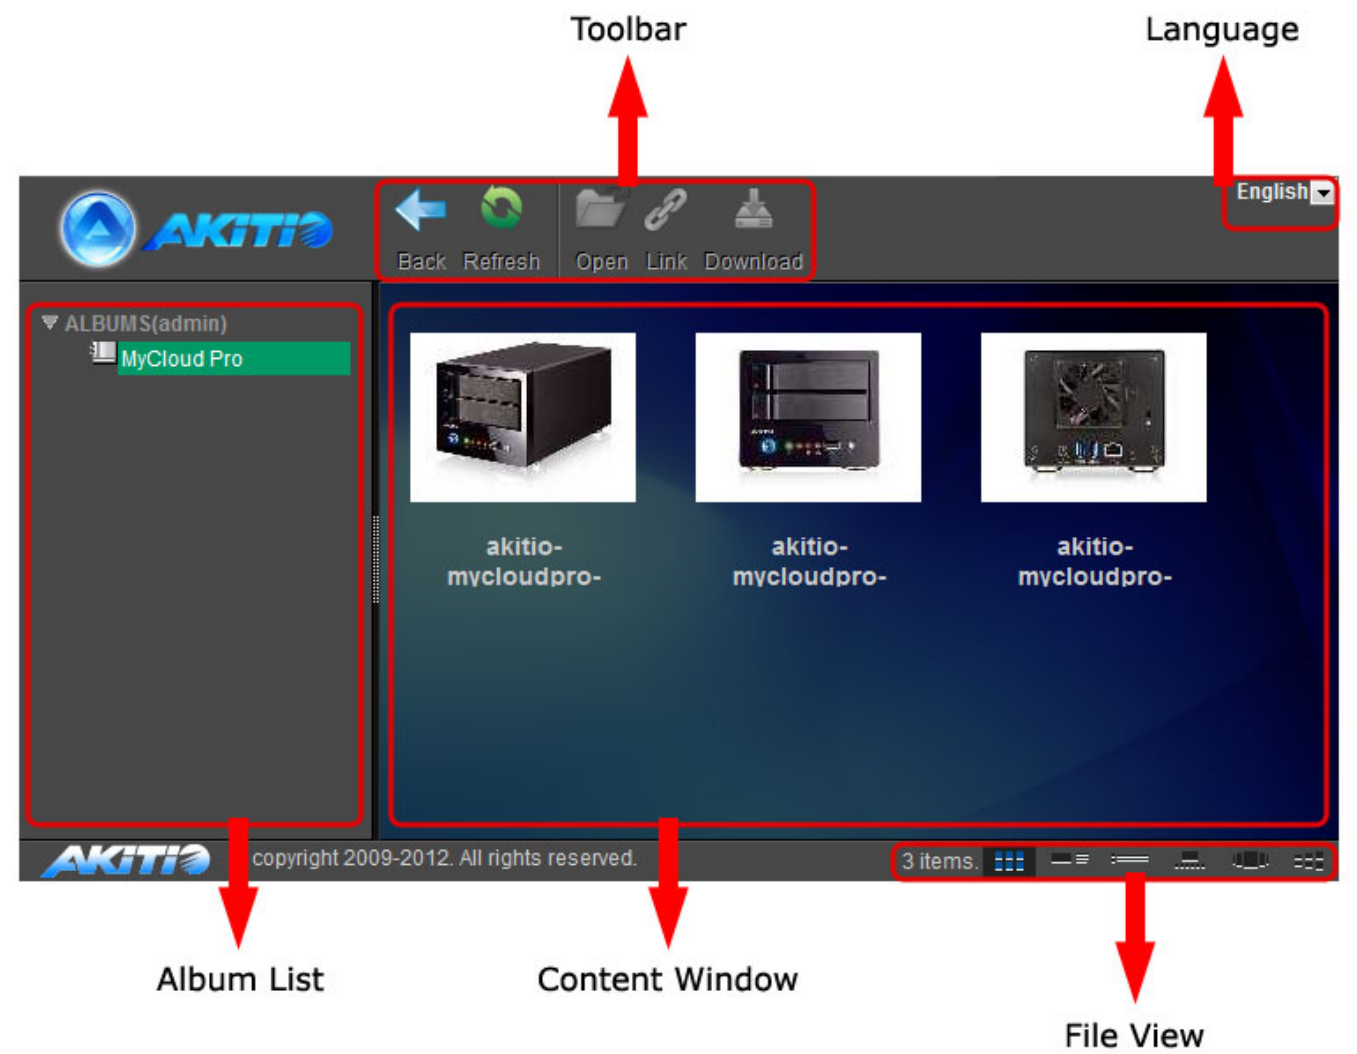 Toolbar
Language
AKiTiO
Back Refresh Open Link Download
English
ALBUMS(admin)
MyCloud Pro
akitio-
mycloudpro-
akitio-
mycloudpro-
akitio-
mycloudpro-
AKiTiO copyright 2009-2012. All rights reserved.
3 items.
Album List
Content Window
File View